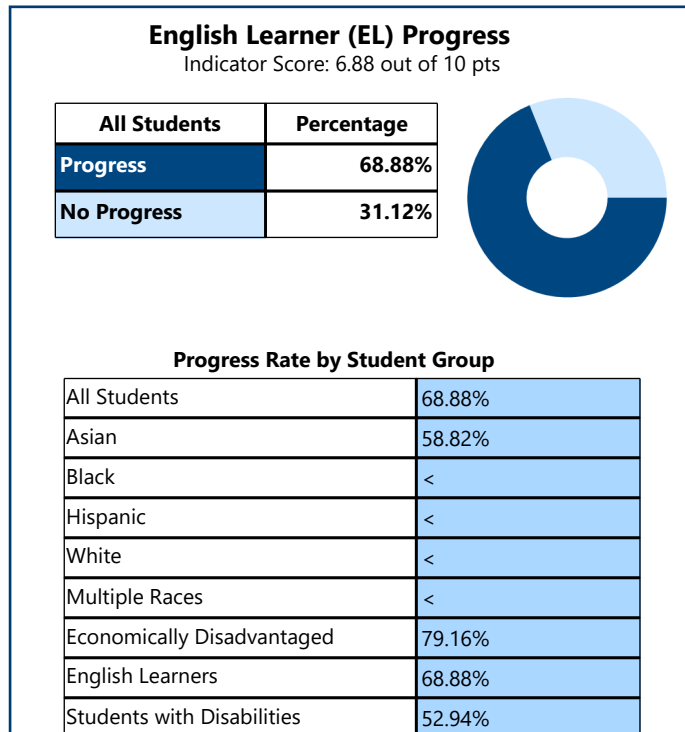 English Learner (EL) Progress
Indicator Score: 6.88 out of 10 pts
All Students Percentage
Progress 68.88%
No Progress 31.12%
Progress Rate by Student Group
All Students 68.88%
Asian 58.82%
Black <
Hispanic <
White <
Multiple Races <
Economically Disadvantaged 79.16%
English Learners 68.88%
Students with Disabilities 52.94%